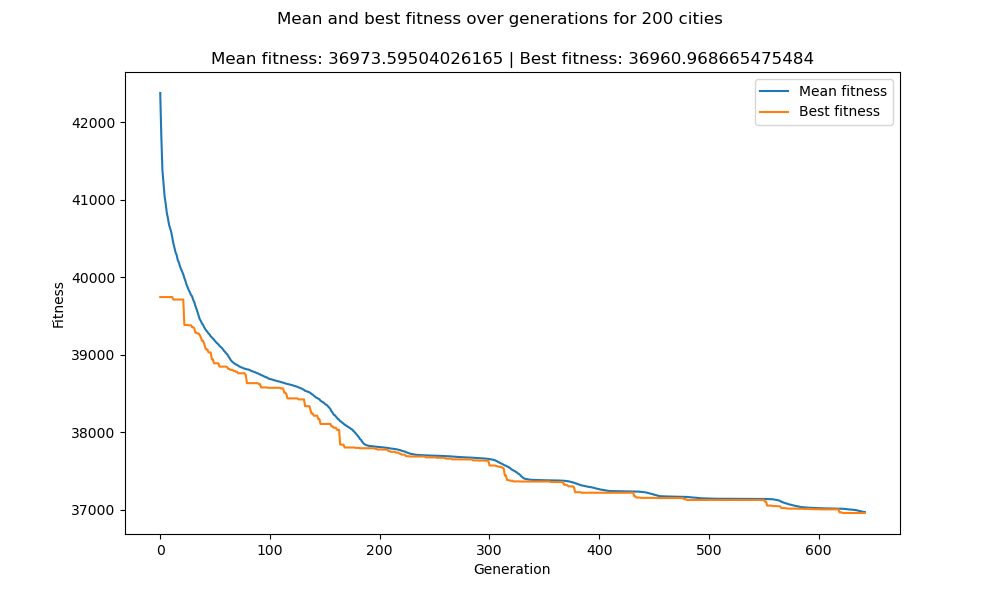 Mean and best fitness over generations for 200 cities
Mean fitness: 36973.59504026165 | Best fitness: 36960.968665475484
Mean fitness
Best fitness
42000
41000
40000
39000
38000
37000
Fitness
0 100 200 300 400 500 600
Generation